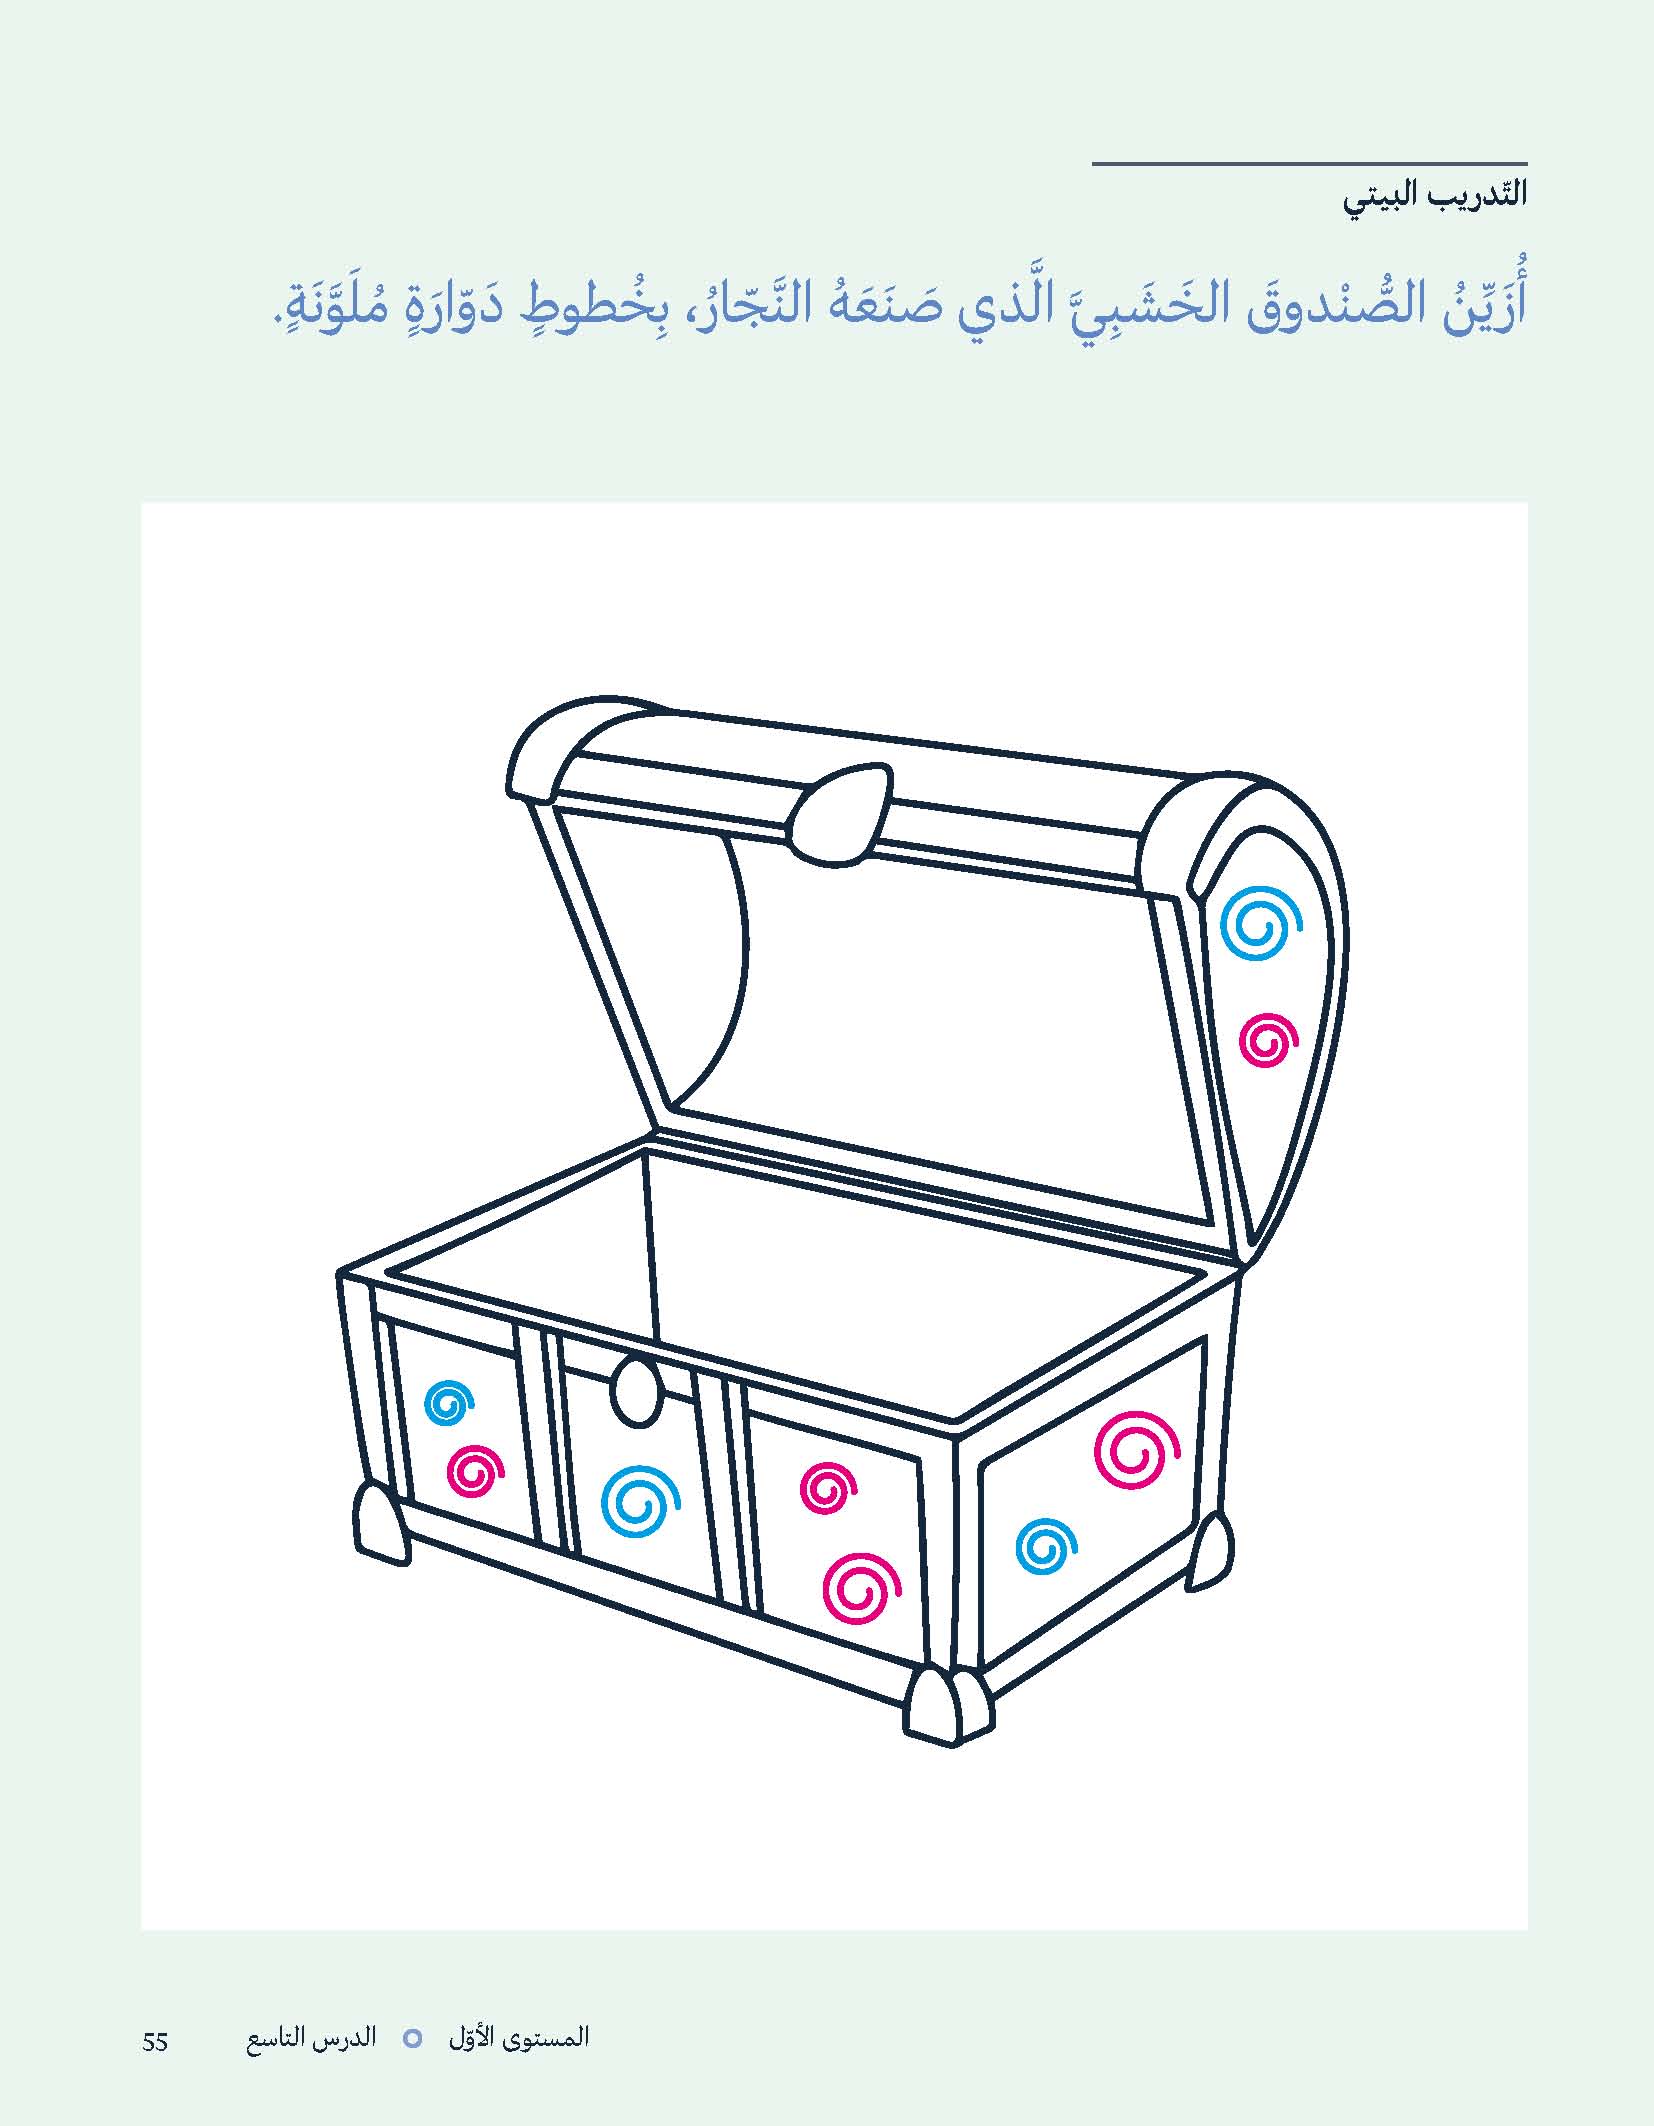 التّدريب البيتي
أُزَيِّنُ الصُّنْدوقَ الخَشَبِيَّ الَّذي صَنَعَهُ النَّجّارُ، بِخُطوطٍ دَوّارَةٍ مُلَوَّنَةٍ.
المستوى الأوّل الدرس التاسع 55